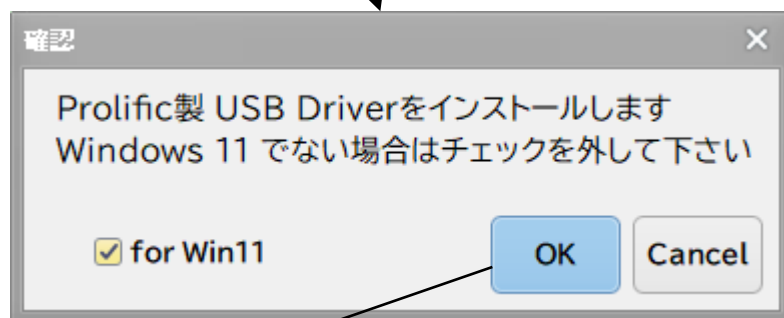 確認
Prolific製 USB Driverをインストールします
Windows 11 でない場合はチェックを外して下さい
for Win11
OK
Cancel